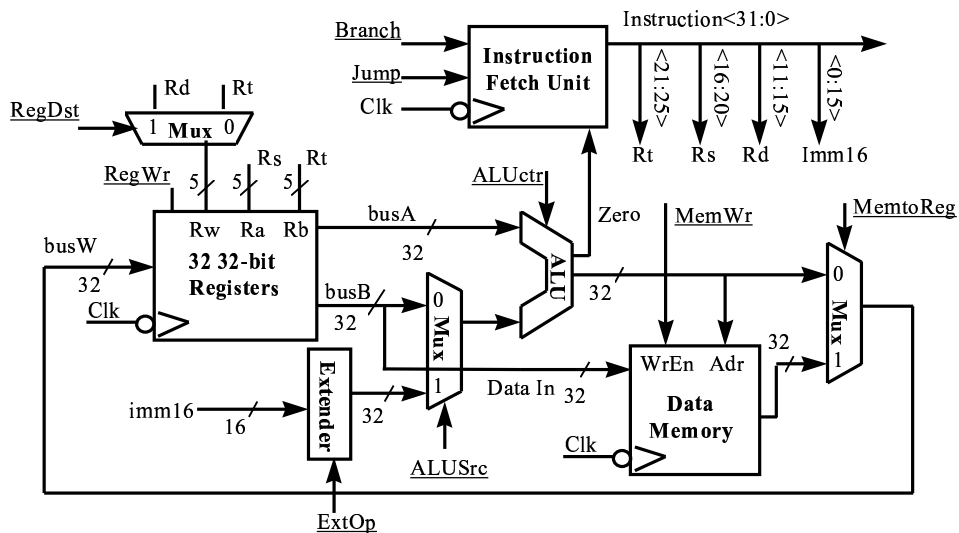 Instruction<31:0>
Branch
Instruction
Fetch Unit
Jump
Clk
<21:25>
<16:20>
<11:15>
<0:15>
Rt
Rs
Rd
Imm16
Rd
Rt
RegDst
1 Mux 0
RegWr
5
5
5
Rs
Rt
ALUctr
Zero
MemWr
MemtoReg
busW
32
Rw Ra Rb
32 32-bit
Registers
Clk
busA
32
busB
32
0
Mux
1
ALU
32
0
Mux
1
32
WrEn Adr
Data
Memory
Clk
Data In
32
imm16
16
Extender
32
ALUSrc
ExtOp